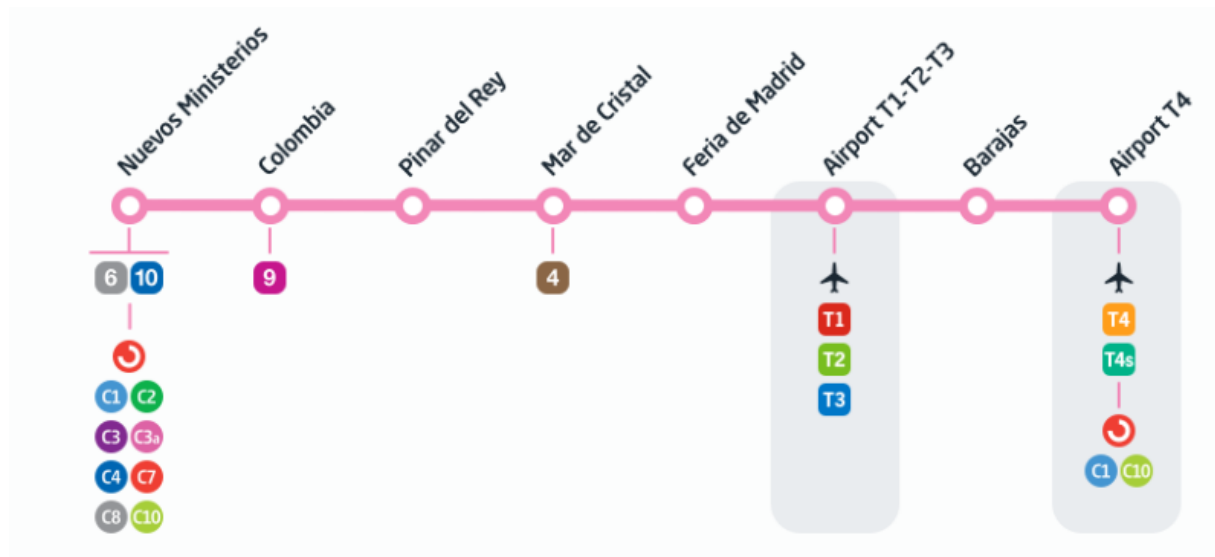 Nuevos Ministerios
Colombia
Pinar del Rey
Mar de Cristal
Feria de Madrid
Airport T1-T2-T3
Barajas
Airport T4
6 10
9
4
T1
T2
T3
T4
T4s
C1 C2
C3 C3a
C4 C7
C8 C10
C1 C10